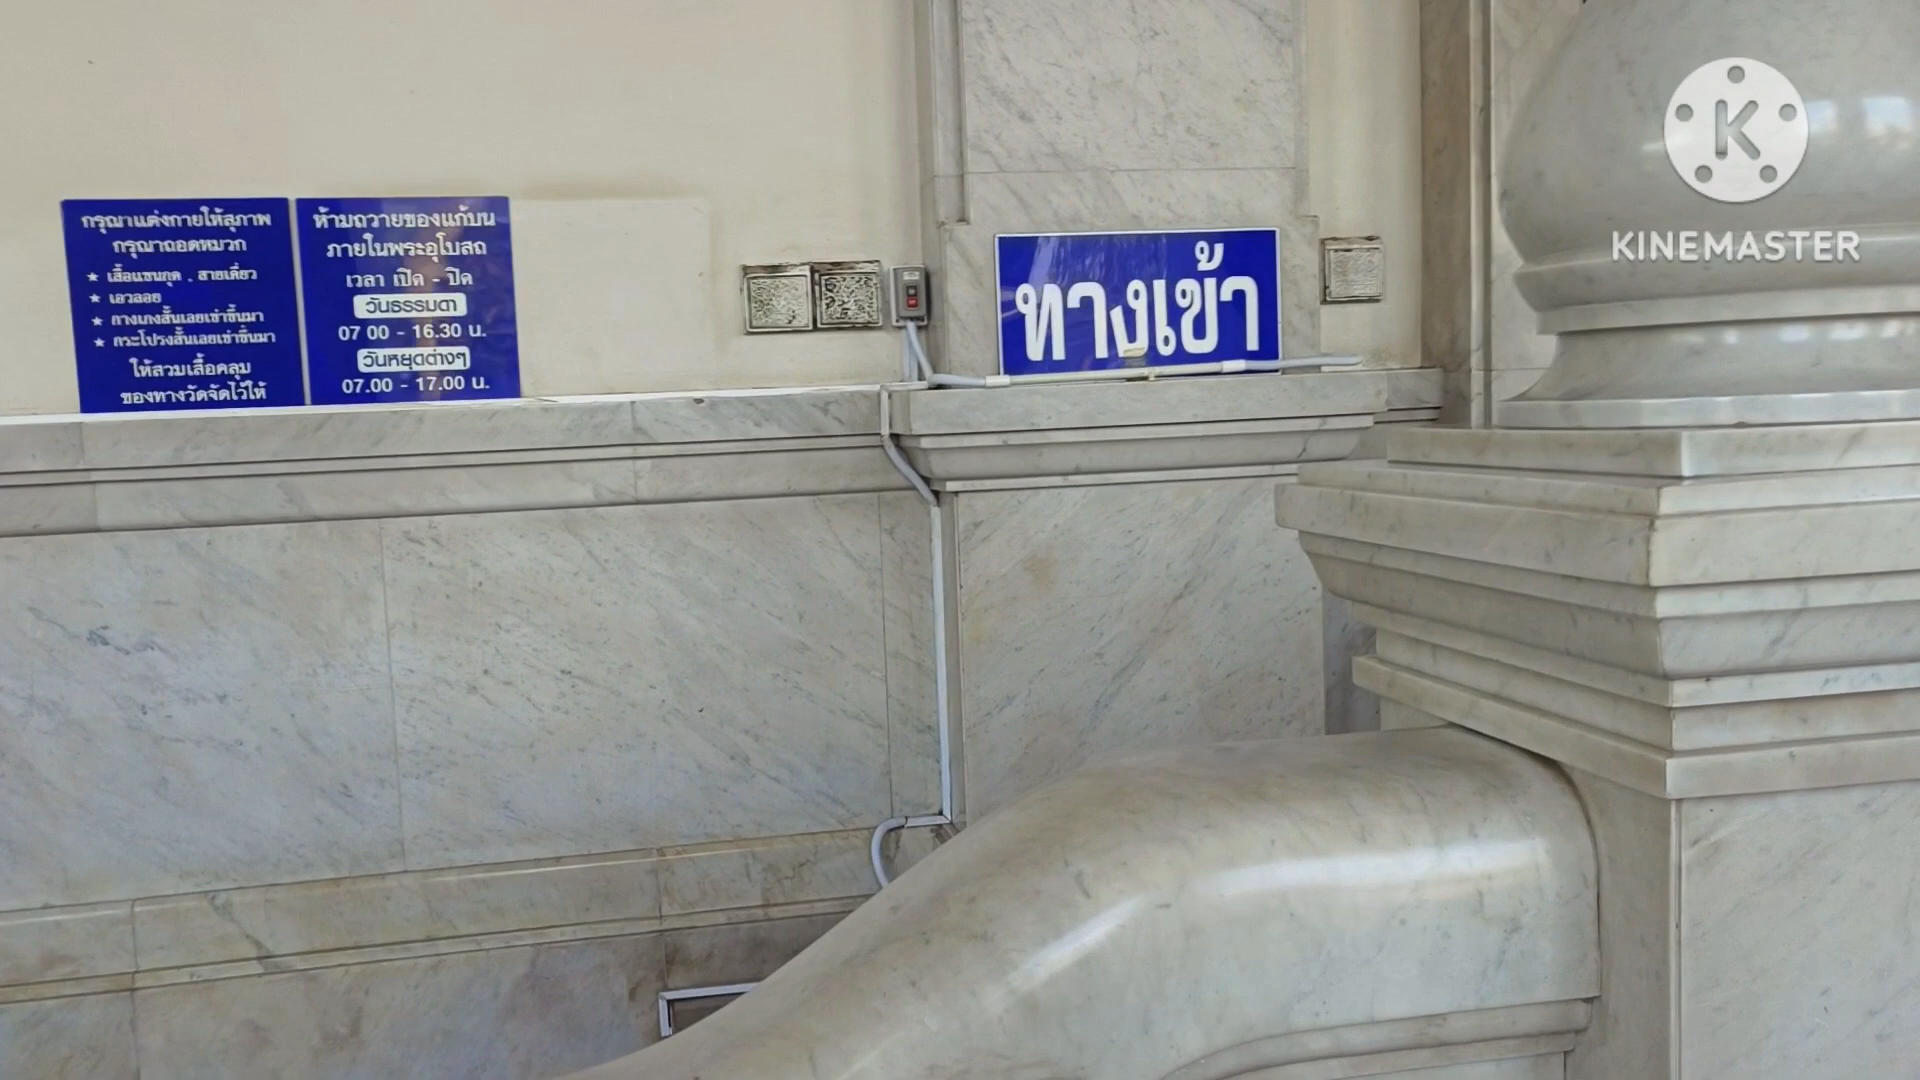 กรุณาแต่งกายให้สุภาพ
กรุณาถอดหมวก
★ เสื้อแขนกุด . สายเดี่ยว
★ เอวลอย
★ กางเกงสั้นเลยเข่าขึ้นมา
★ กระโปรงสั้นเลยเข่าขึ้นมา
ให้สวมเสื้อคลุม
ของทางวัดจัดไว้ให้
ห้ามถวายของแก้บน
ภายในพระอุโบสถ
เวลา เปิด - ปิด
วันธรรมดา
07 00 - 16.30 น.
วันหยุดต่างๆ
07.00 - 17.00 น.
ทางเข้า
K
KINEMASTER